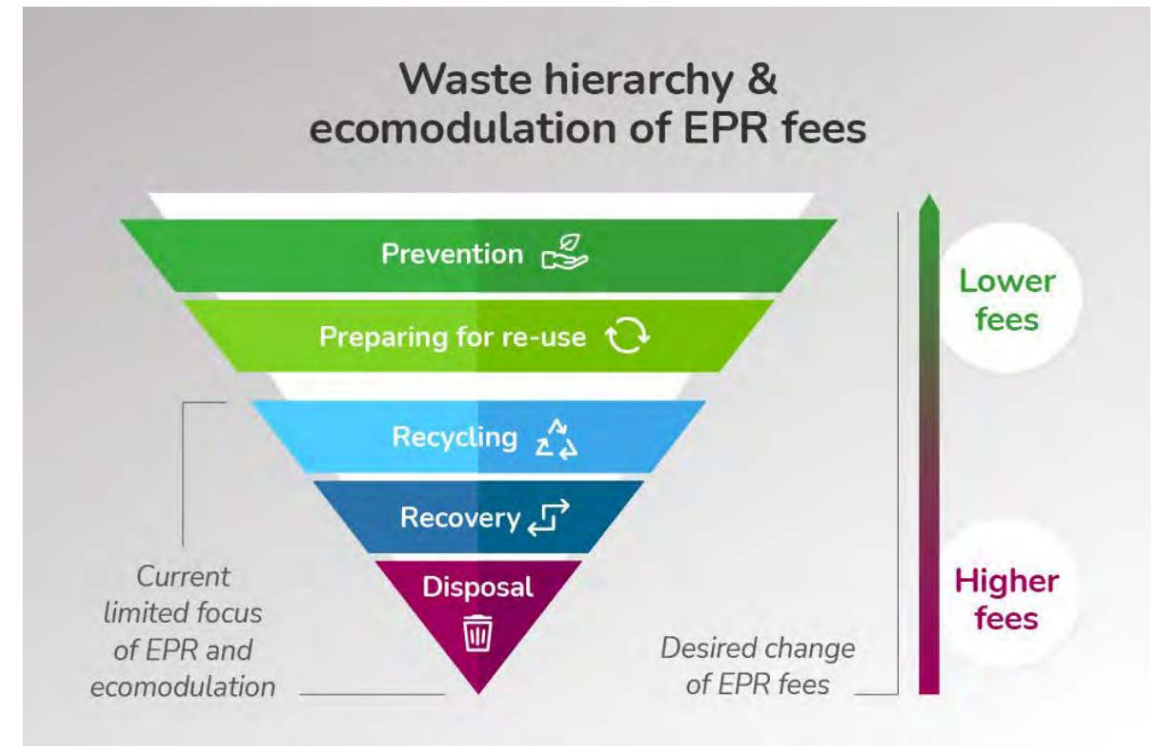 Waste hierarchy &
ecomodulation of EPR fees
Prevention
Preparing for re-use
Recycling
Recovery
Disposal
Current
limited focus
of EPR and
ecomodulation
Desired change
of EPR fees
Lower
fees
Higher
fees